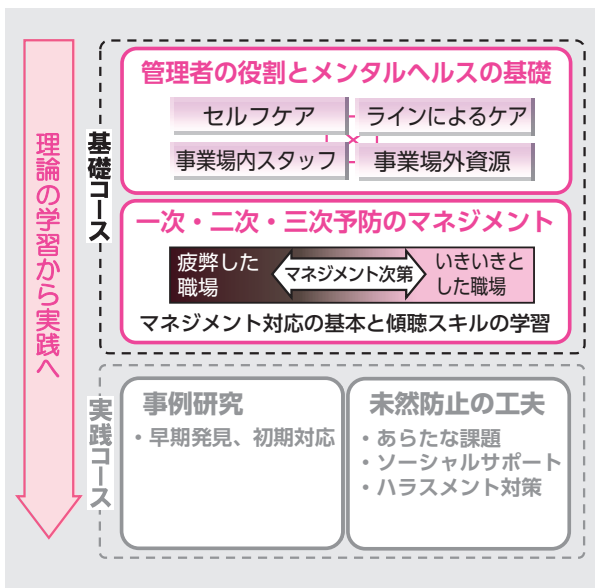 理論の学習から実践へ
基礎コース
管理者の役割とメンタルヘルスの基礎
セルフケア
ラインによるケア
事業場内スタッフ
事業場外資源
一次・二次・三次予防のマネジメント
疲弊した
職場
マネジメント次第
いきいきと
した職場
マネジメント対応の基本と傾聴スキルの学習
実践コース
事例研究
・早期発見、初期対応
未然防止の工夫
・あらたな課題
・ソーシャルサポート
・ハラスメント対策